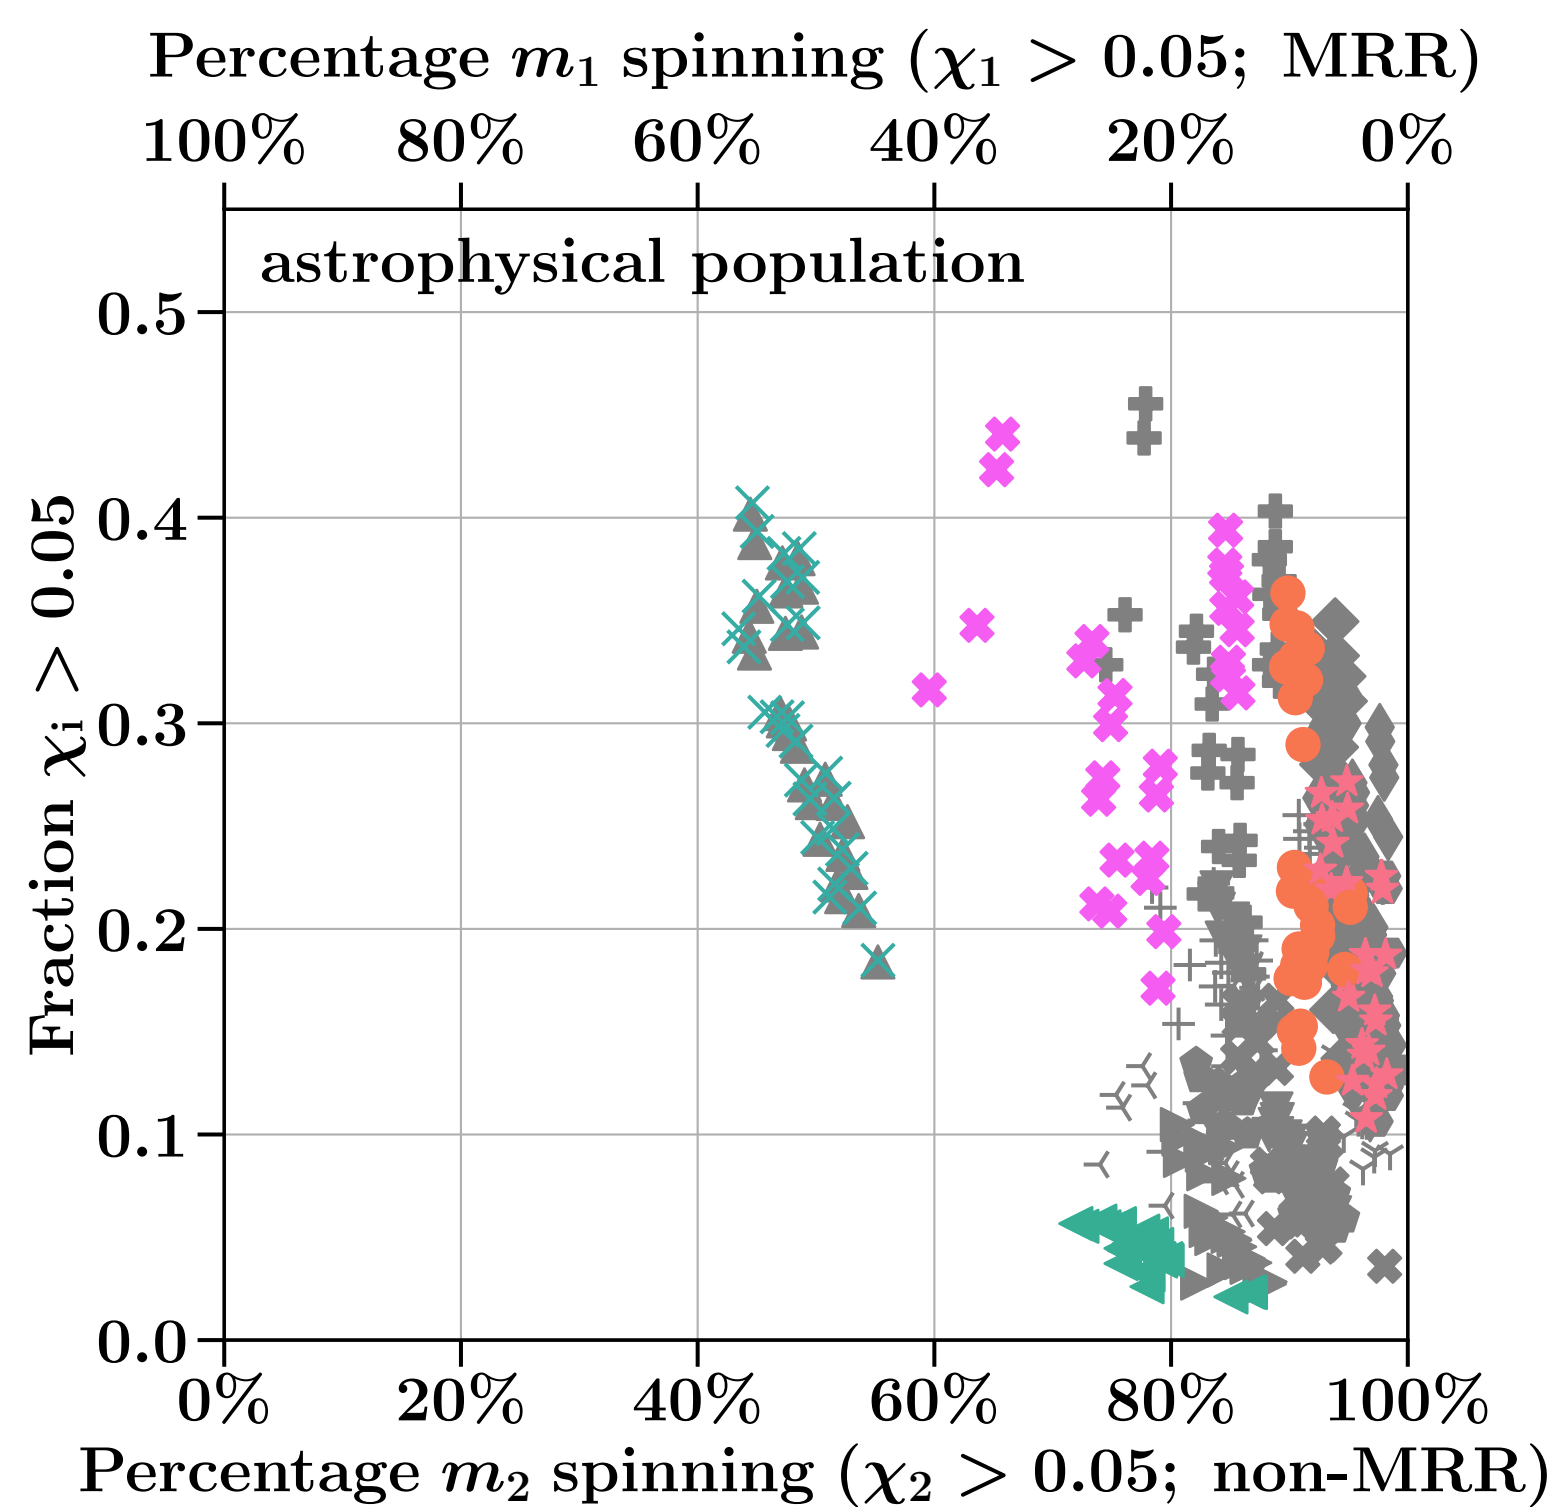 Percentage m₁ spinning (χ₁ > 0.05; MRR)
100% 80% 60% 40% 20% 0%
astrophysical population
Fraction χᵢ > 0.05
0.5
0.4
0.3
0.2
0.1
0.0
0% 20% 40% 60% 80% 100%
Percentage m₂ spinning (χ₂ > 0.05; non-MRR)